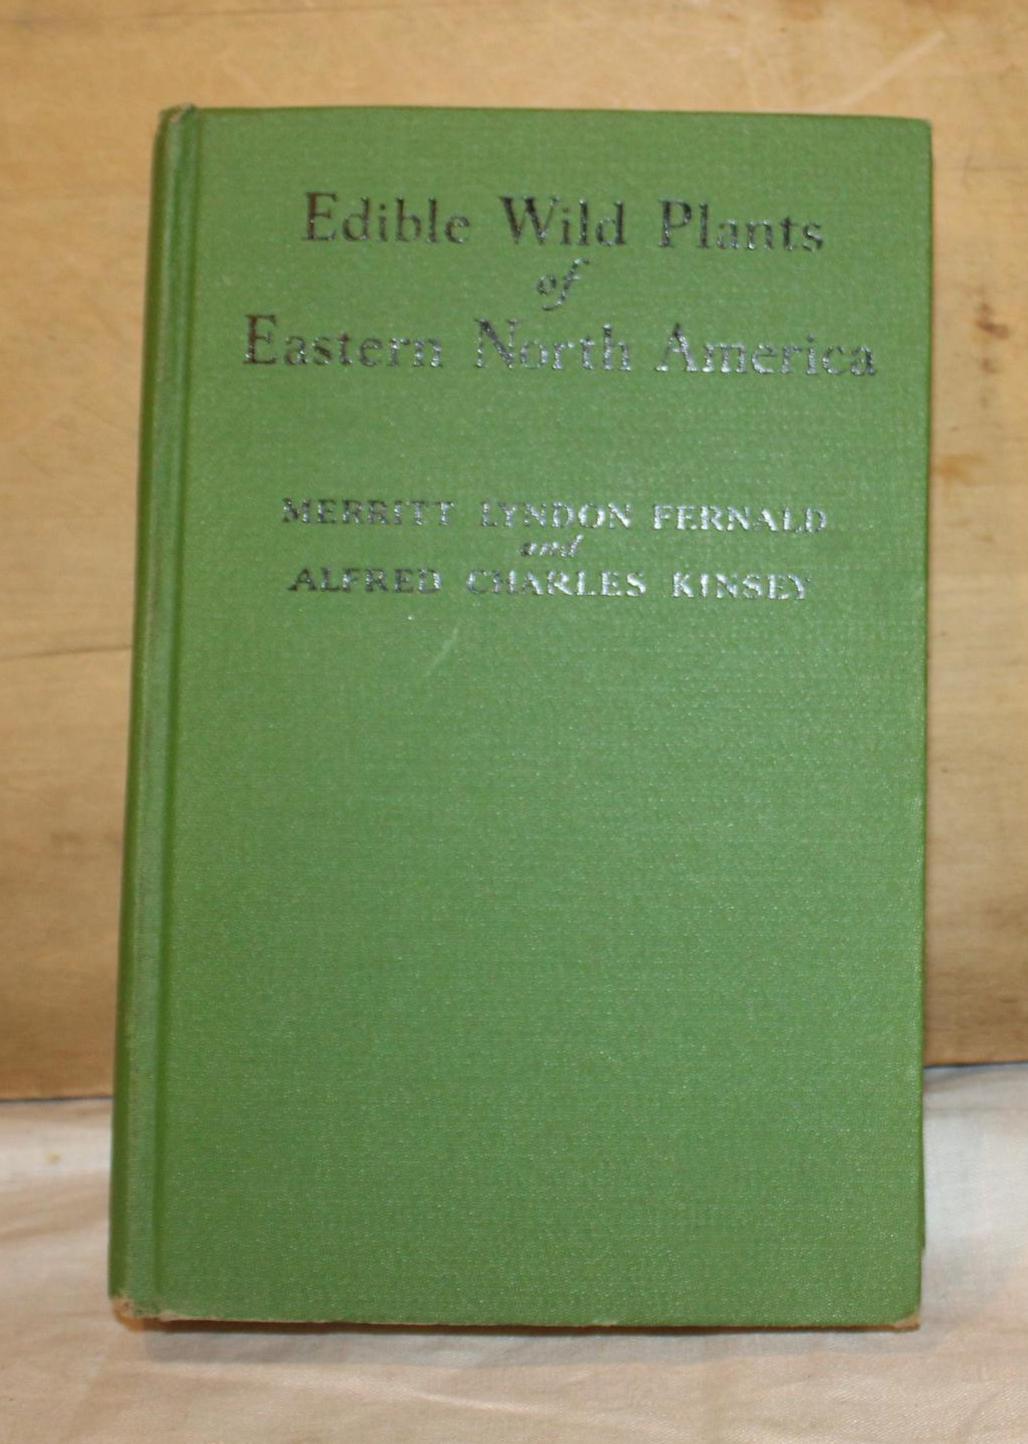 Edible Wild Plants
of
Eastern North America
MERRITT LYNDON FERNALD
and
ALFRED CHARLES KINSEY